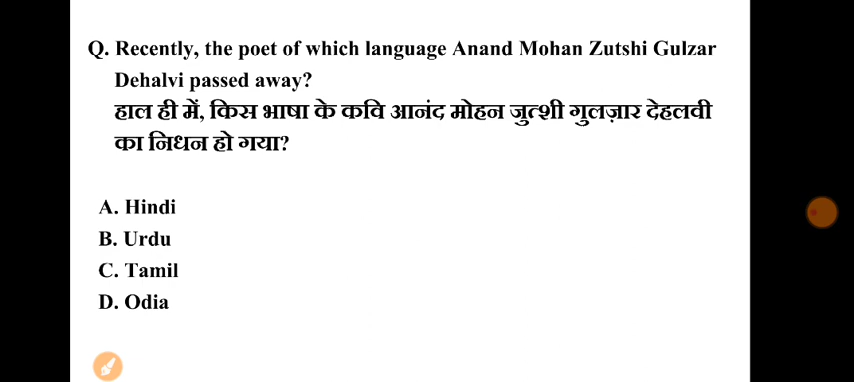 Q. Recently, the poet of which language Anand Mohan Zutshi Gulzar
Dehalvi passed away?
हाल ही में, किस भाषा के कवि आनंद मोहन जुत्शी गुलज़ार देहलवी
का निधन हो गया?
A. Hindi
B. Urdu
C. Tamil
D. Odia